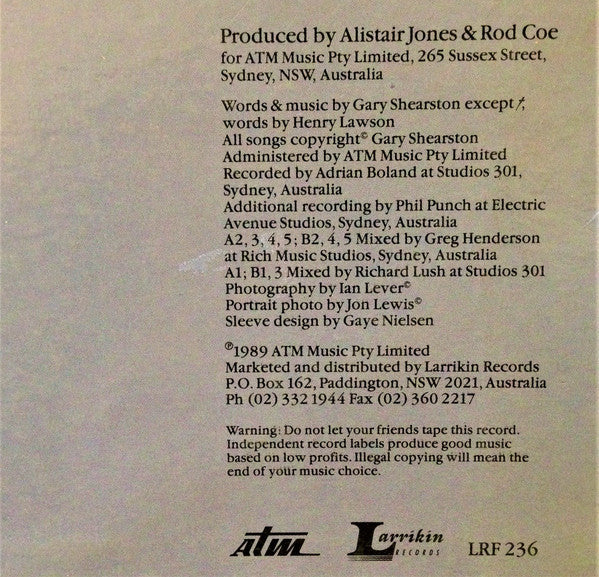 Produced by Alistair Jones & Rod Coe
for ATM Music Pty Limited, 265 Sussex Street,
Sydney, NSW, Australia
Words & music by Gary Shearston except †;
words by Henry Lawson
All songs copyright© Gary Shearston
Administered by ATM Music Pty Limited
Recorded by Adrian Boland at Studios 301,
Sydney, Australia
Additional recording by Phil Punch at Electric
Avenue Studios, Sydney, Australia
A2, 3, 4, 5; B2, 4, 5 Mixed by Greg Henderson
at Rich Music Studios, Sydney, Australia
A1; B1, 3 Mixed by Richard Lush at Studios 301
Photography by Ian Lever©
Portrait photo by Jon Lewis©
Sleeve design by Gaye Nielsen
℗1989 ATM Music Pty Limited
Marketed and distributed by Larrikin Records
P.O. Box 162, Paddington, NSW 2021, Australia
Ph (02) 332 1944 Fax (02) 360 2217
Warning: Do not let your friends tape this record.
Independent record labels produce good music
based on low profits. Illegal copying will mean the
end of your music choice.
atm Larrikin RECORDS LRF 236